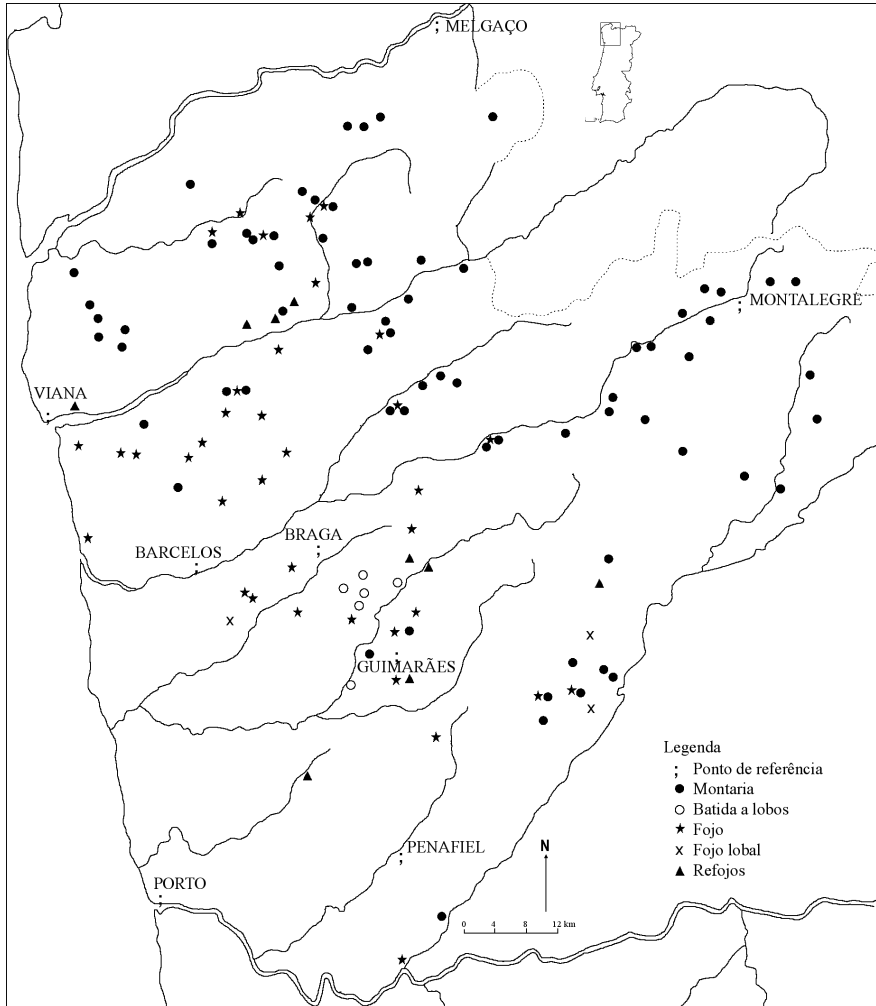 MELGAÇO
MONTALEGRE
VIANA
BRAGA
BARCELOS
GUIMARÃES
PENAFIEL
PORTO
Legenda
; Ponto de referência
Montaria
Batida a lobos
Fojo
x Fojo lobal
Refojos
N
0 4 8 12 km